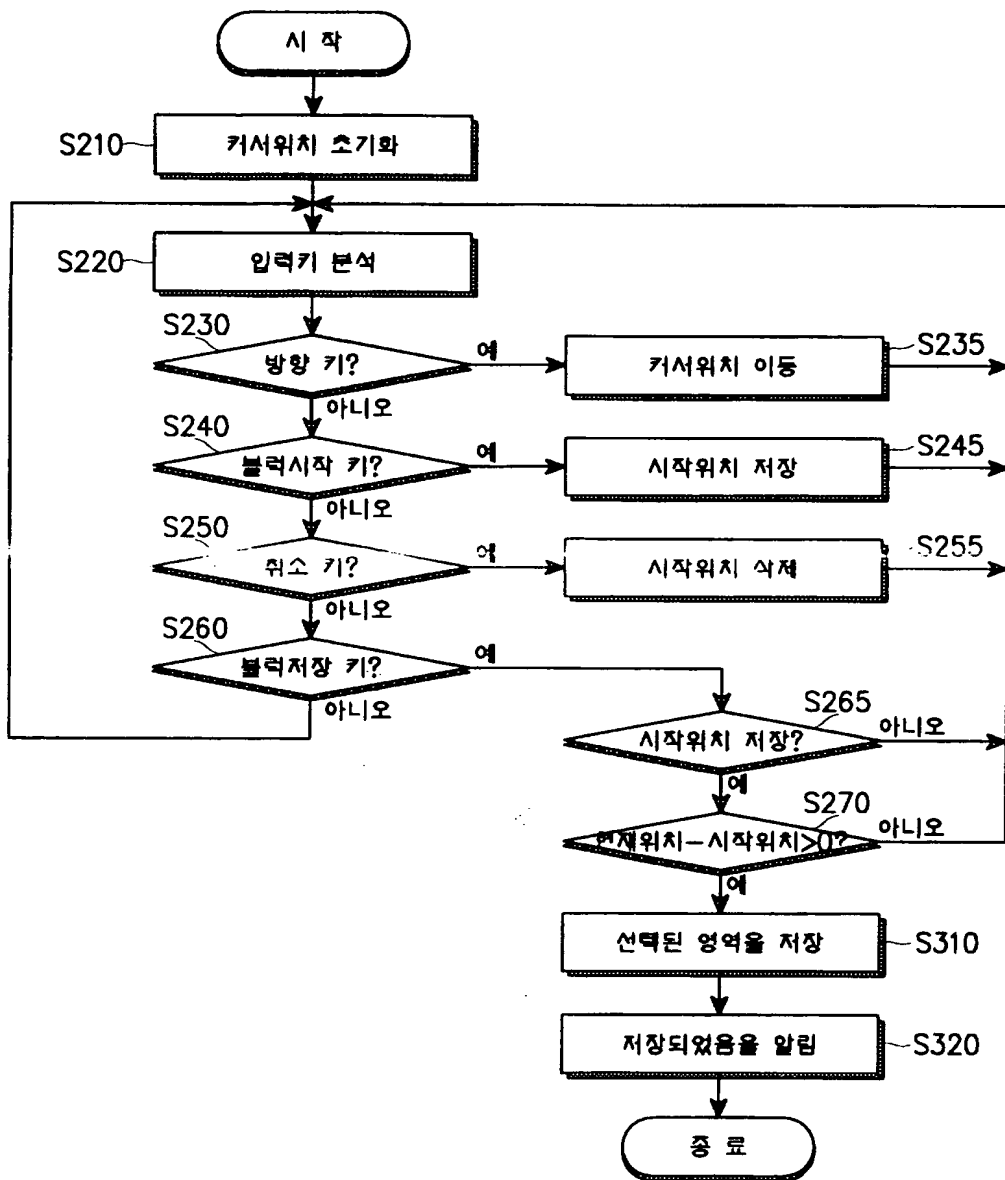 시 작
S210
커서위치 초기화
S220
입력키 분석
S230
방향 키?
예
커서위치 이동
S235
아니오
S240
블럭시작 키?
예
시작위치 저장
S245
아니오
S250
취소 키?
예
시작위치 삭제
S255
아니오
S260
블럭저장 키?
예
아니오
S265
시작위치 저장?
아니오
예
S270
현재위치-시작위치>0?
아니오
예
선택된 영역을 저장
S310
저장되었음을 알림
S320
종 료